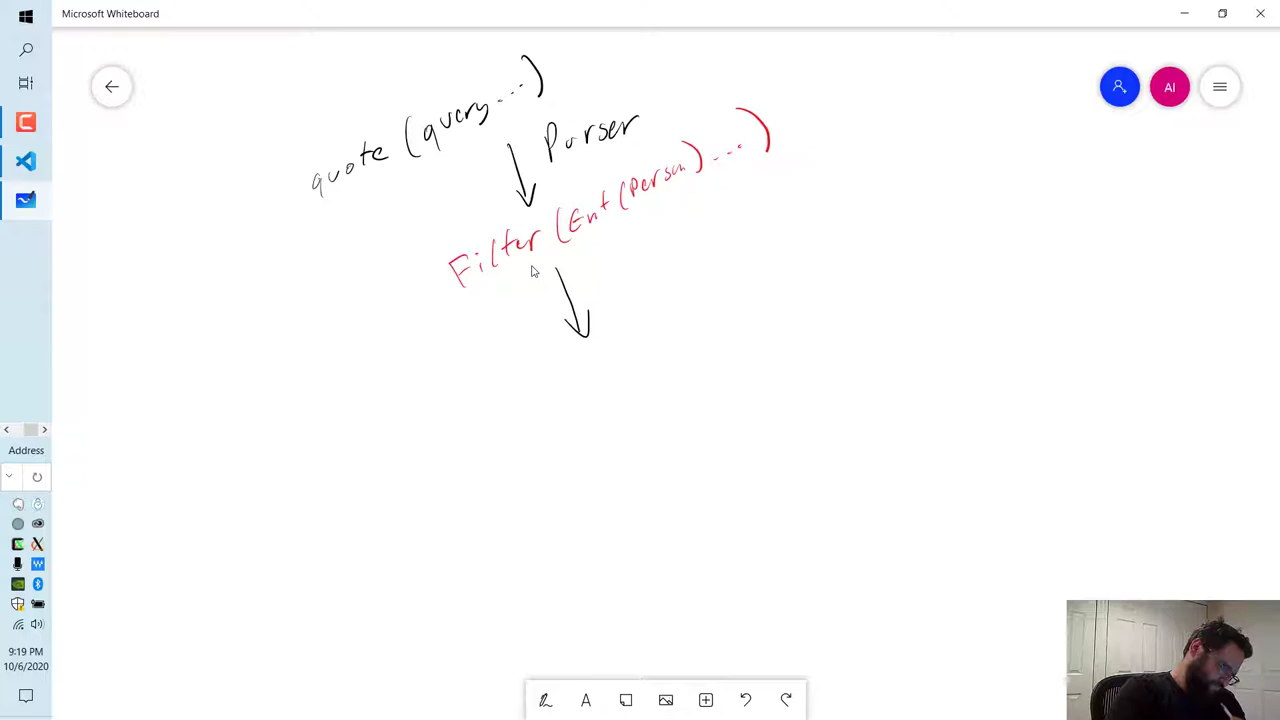 Microsoft Whiteboard
AI
quote (query...)
Parser
Filter (Ent (Person) ... )
Address
9:19 PM
10/6/2020
A